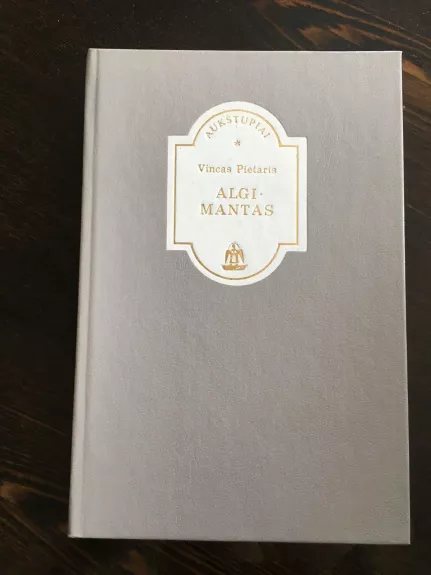 AUKŠTUPIAI
*
Vincas Pietaris
ALGI-
MANTAS